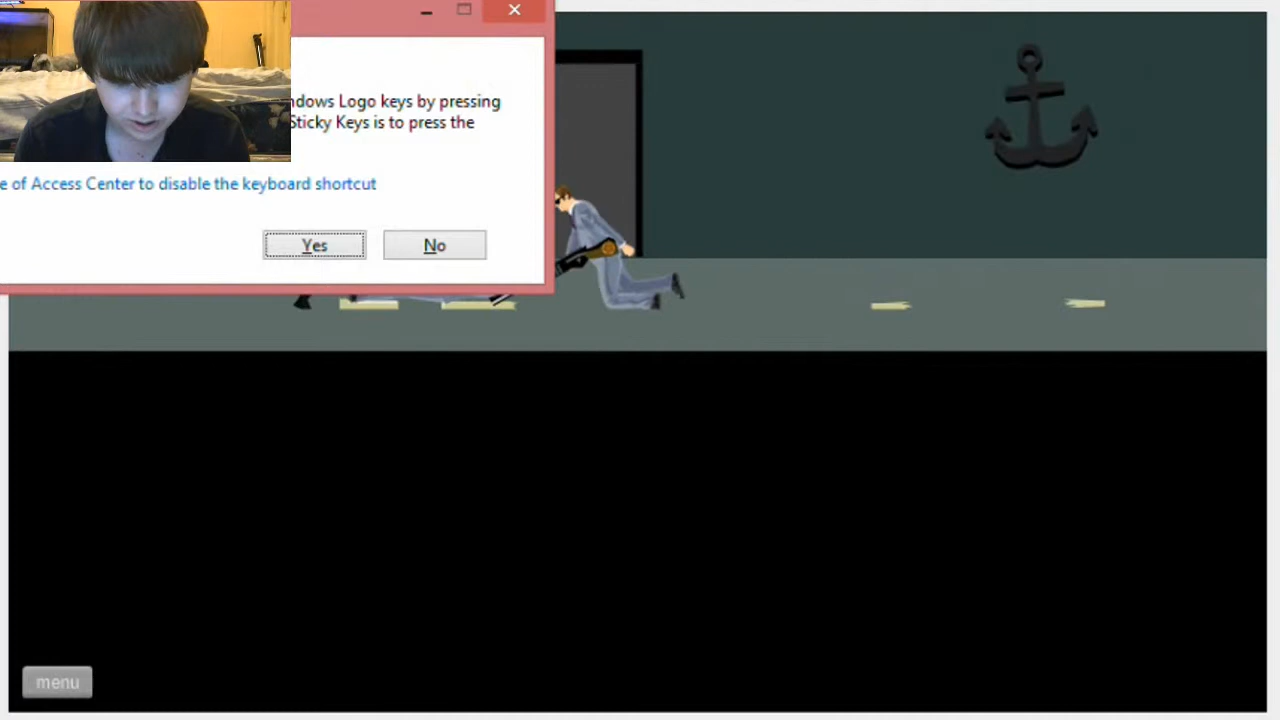 ndows Logo keys by pressing
Sticky Keys is to press the
e of Access Center to disable the keyboard shortcut
Yes
No
menu